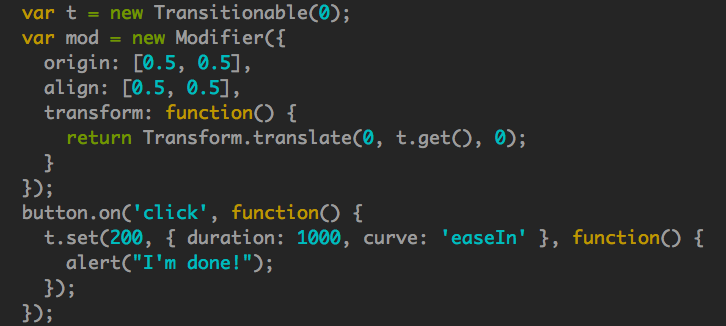 var t = new Transitionable(0);
var mod = new Modifier({
  origin: [0.5, 0.5],
  align: [0.5, 0.5],
  transform: function() {
    return Transform.translate(0, t.get(), 0);
  }
});
button.on('click', function() {
  t.set(200, { duration: 1000, curve: 'easeIn' }, function() {
    alert("I'm done!");
  });
});